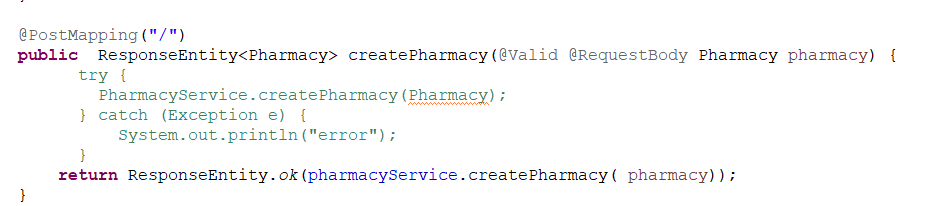 @PostMapping("/")
public  ResponseEntity<Pharmacy> createPharmacy(@Valid @RequestBody Pharmacy pharmacy) {
      try {
        PharmacyService.createPharmacy(Pharmacy);
      } catch (Exception e) {
          System.out.println("error");
      }
    return ResponseEntity.ok(pharmacyService.createPharmacy( pharmacy));
}